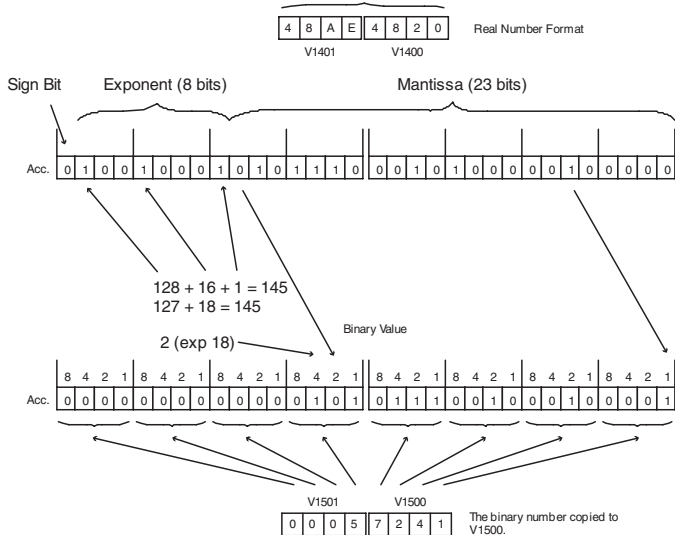 4 8 A E 4 8 2 0 Real Number Format
V1401 V1400
Sign Bit Exponent (8 bits) Mantissa (23 bits)
Acc. 0 1 0 0 1 0 0 0 1 0 1 0 1 1 1 0 0 0 1 0 1 0 0 0 0 0 1 0 0 0 0 0
128 + 16 + 1 = 145
127 + 18 = 145
Binary Value
2 (exp 18)
8 4 2 1 8 4 2 1 8 4 2 1 8 4 2 1 8 4 2 1 8 4 2 1 8 4 2 1 8 4 2 1
Acc. 0 0 0 0 0 0 0 0 0 0 0 0 0 1 0 1 0 1 1 1 0 0 1 0 0 0 1 0 0 0 0 1
V1501 V1500
0 0 0 5 7 2 4 1 The binary number copied to
V1500.